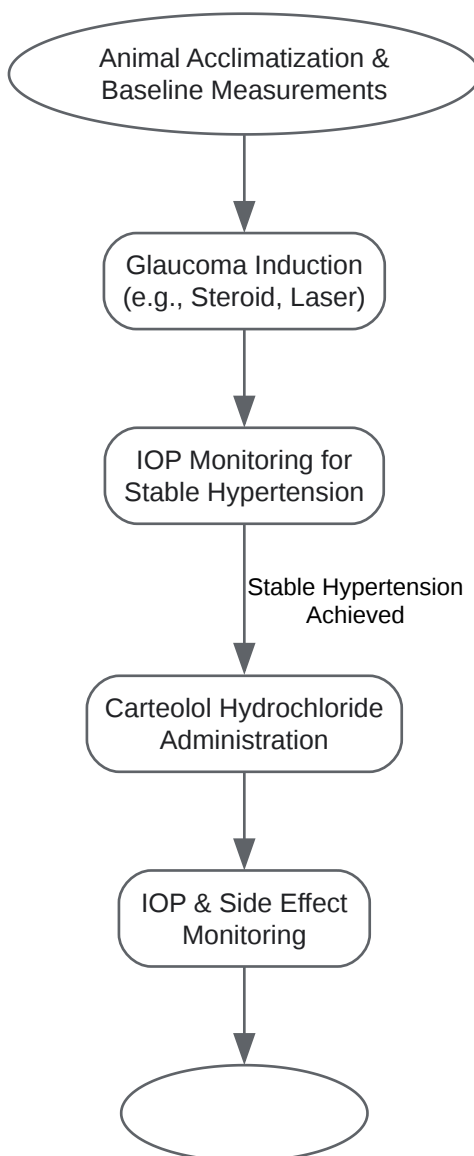 Animal Acclimatization &
Baseline Measurements
Glaucoma Induction
(e.g., Steroid, Laser)
IOP Monitoring for
Stable Hypertension
Stable Hypertension
Achieved
Carteolol Hydrochloride
Administration
IOP & Side Effect
Monitoring